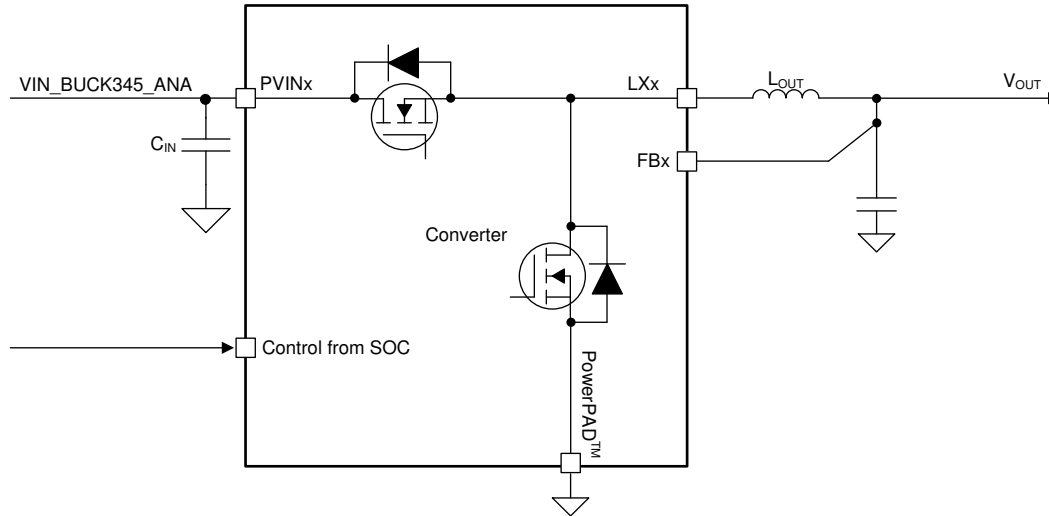 VIN_BUCK345_ANA
PVINx
LXx
LOUT
VOUT
CIN
FBx
Converter
Control from SOC
PowerPAD™